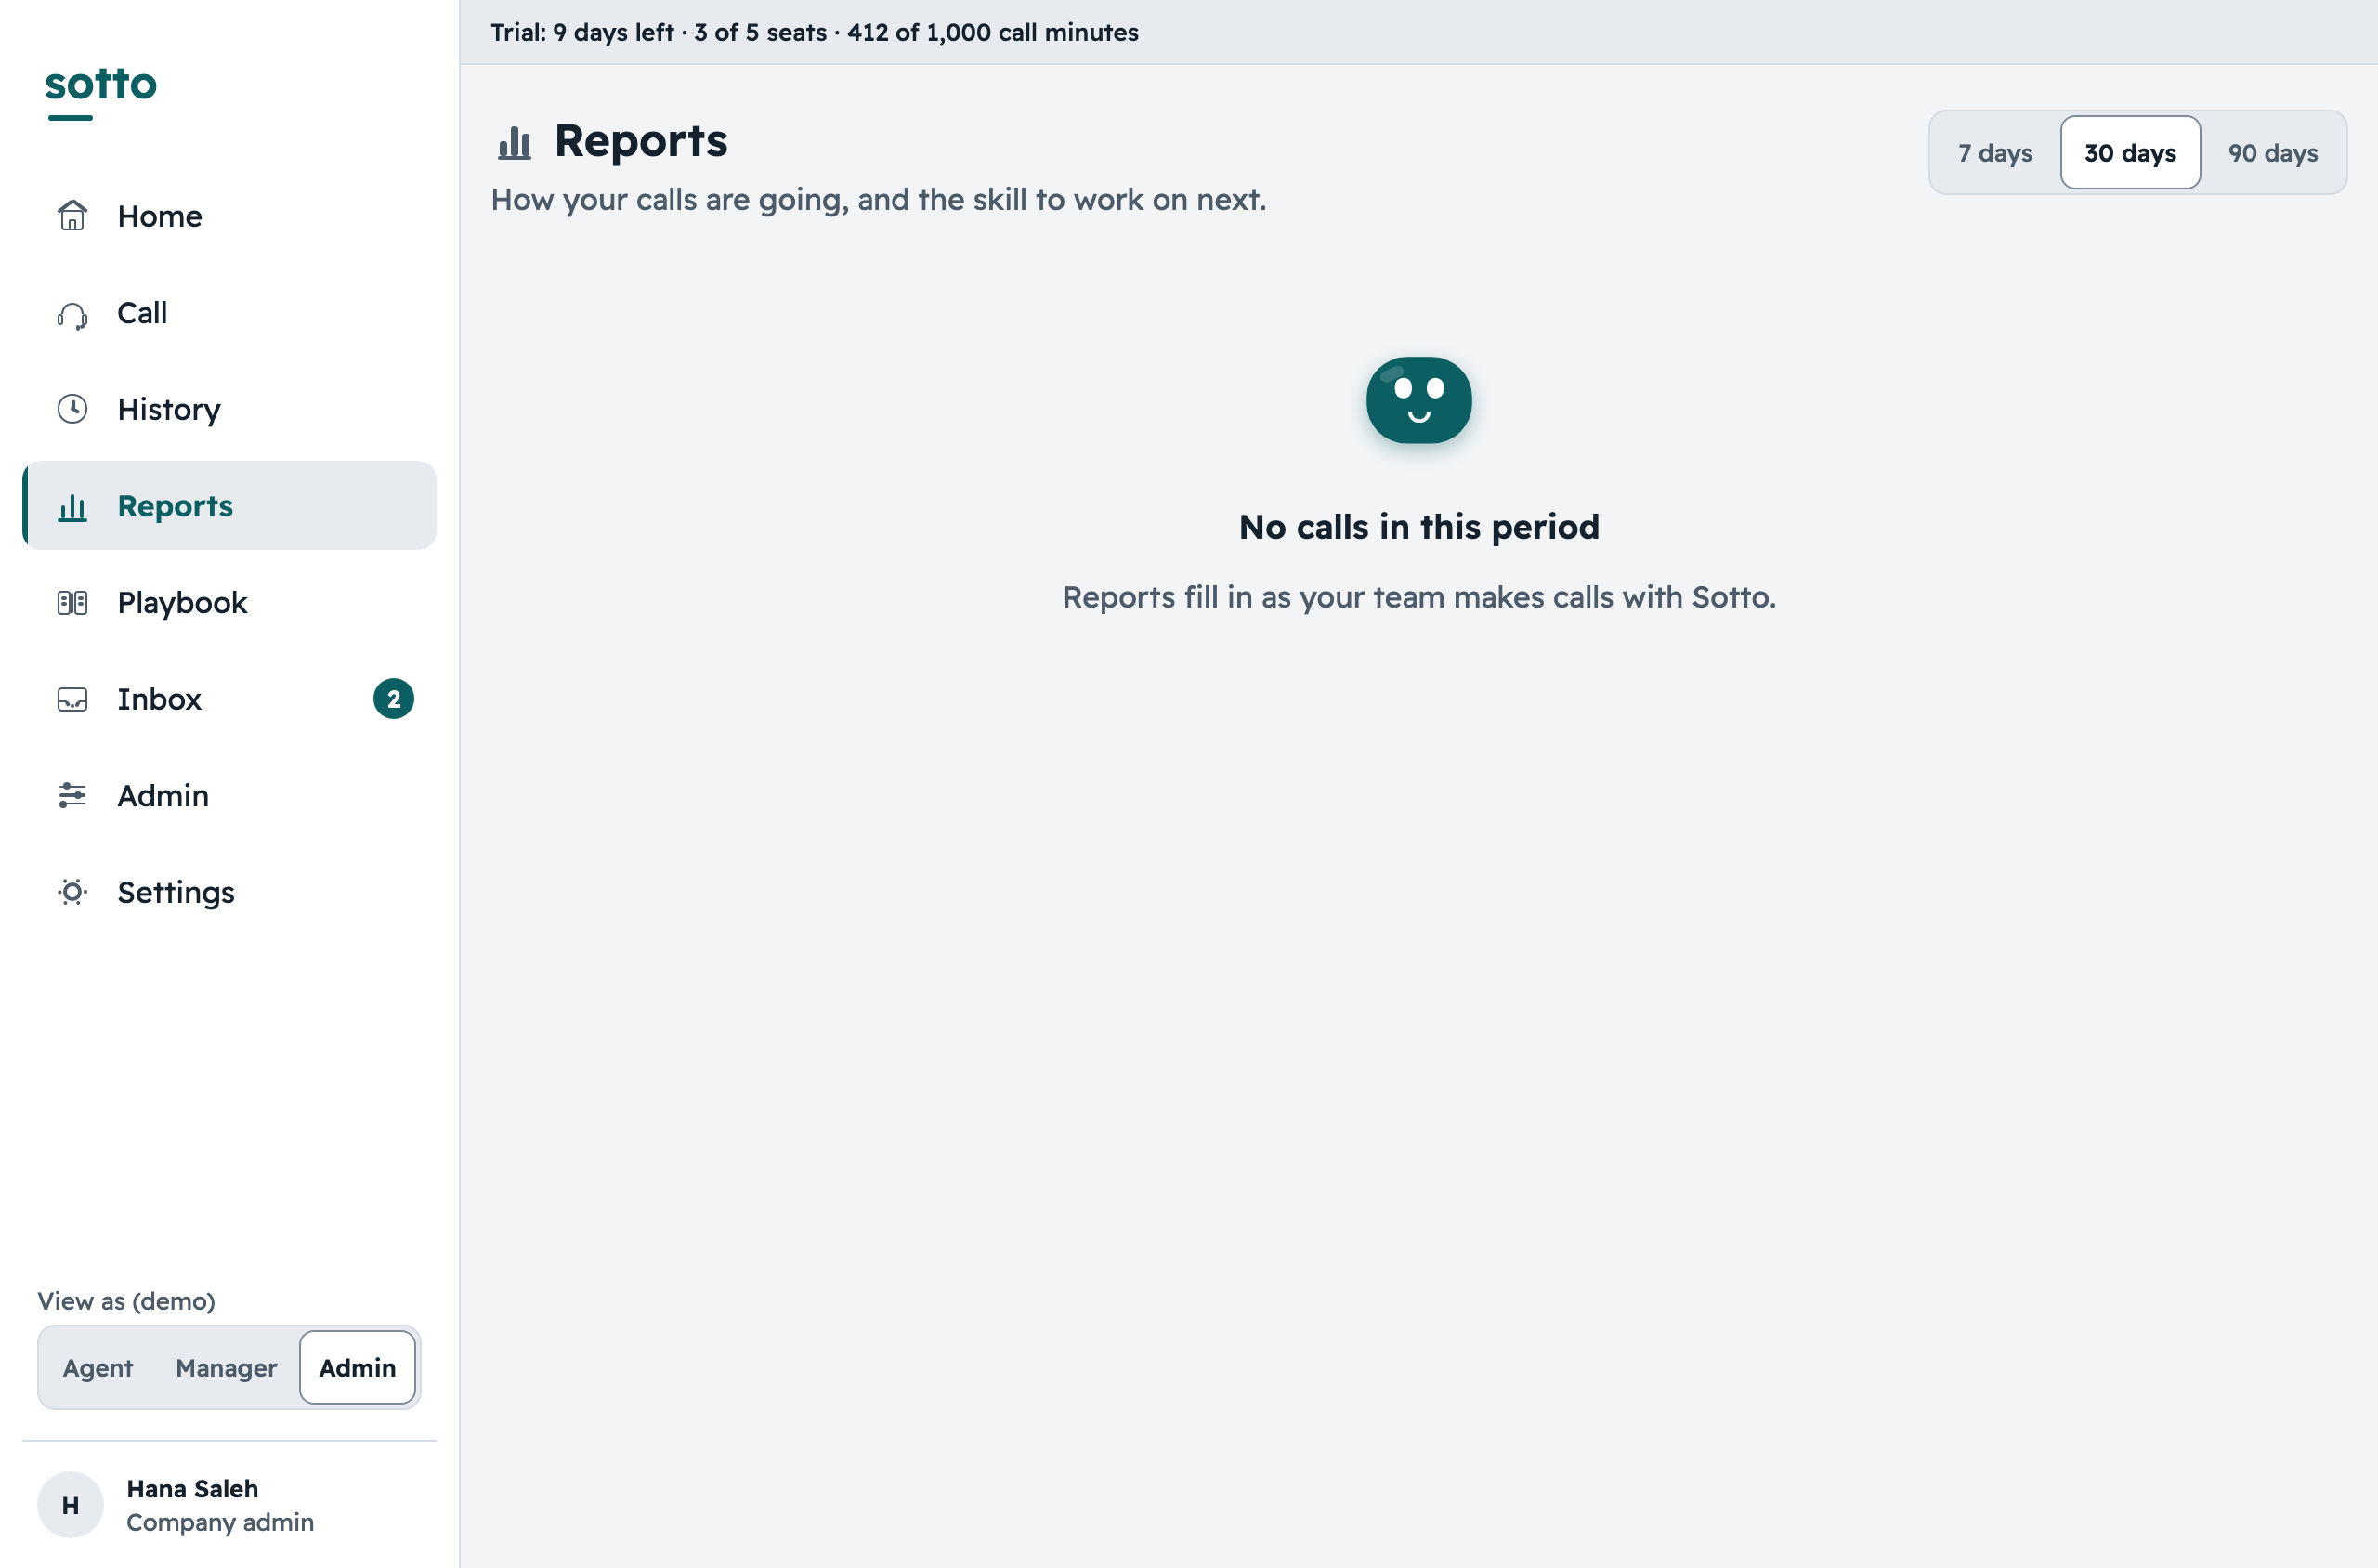 sotto
Home
Call
History
Reports
Playbook
Inbox 2
Admin
Settings
View as (demo)
Agent Manager Admin
H
Hana Saleh
Company admin
Trial: 9 days left · 3 of 5 seats · 412 of 1,000 call minutes
Reports
How your calls are going, and the skill to work on next.
7 days 30 days 90 days
No calls in this period
Reports fill in as your team makes calls with Sotto.